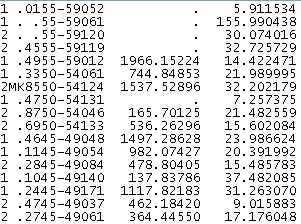 1 .0155-59052 . 5.911534
1 . .55-59061 . 155.990438
2 . .55-59120 . 30.074016
2 .4555-59119 . 32.725729
1 .4955-59104 1966.15224 14.422471
1 .3350-54061 744.84853 21.989995
2MK8550-54124 1537.52896 32.202179
1 .4750-54131 . 7.257375
2 .8750-54046 165.70125 21.482559
2 .6950-54133 536.26296 15.602084
1 .4645-49048 1497.28628 23.986624
1 .1145-49054 982.07427 20.391992
2 .2845-49084 478.80405 15.485783
1 .1045-49140 137.83786 37.482085
1 .2445-49171 1117.82183 31.263070
2 .4745-49037 462.18420 9.015883
2 .2745-49061 364.44550 17.176048